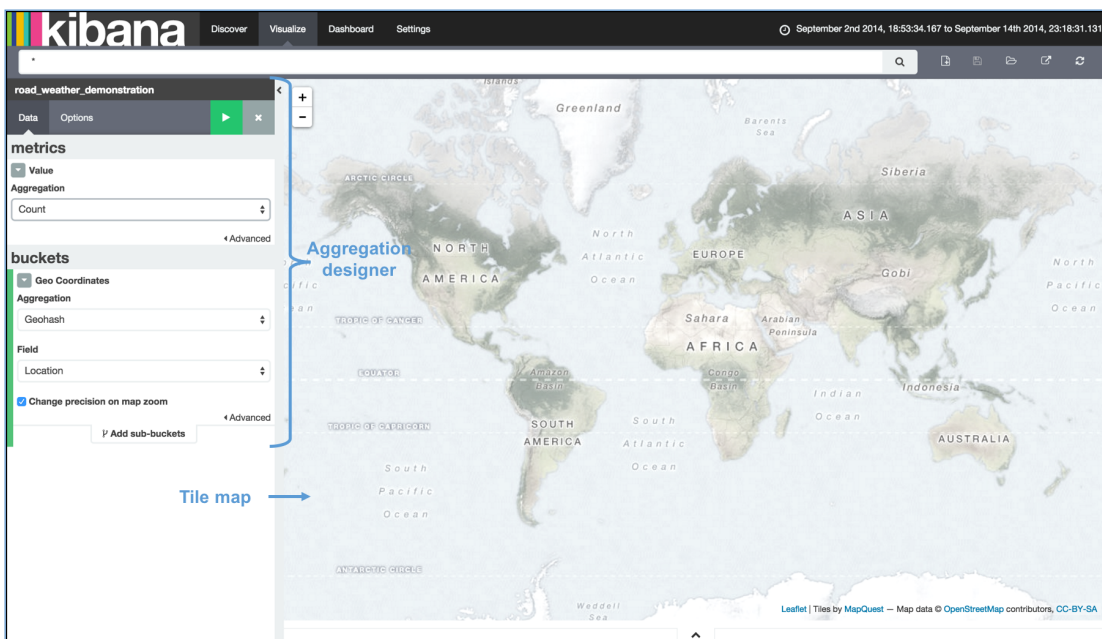 kibana
Discover Visualize Dashboard Settings
September 2nd 2014, 18:53:34.167 to September 14th 2014, 23:18:31.131
*
road_weather_demonstration
Data Options
metrics
Value
Aggregation
Count
Advanced
buckets
Geo Coordinates
Aggregation
Geohash
Field
Location
Change precision on map zoom
Advanced
Add sub-buckets
Aggregation
designer
Tile map
+
-
Islands
Greenland
Barents
Sea
ARCTIC CIRCLE
Siberia
ASIA
North
Atlantic
Ocean
NORTH
AMERICA
EUROPE
Gobi
North
Pacific
Ocean
Sahara
Arabian
Peninsula
TROPIC OF CANCER
AFRICA
EQUATOR
Amazon
Basin
Congo
Basin
Indonesia
Indian
Ocean
TROPIC OF CAPRICORN
SOUTH
AMERICA
South
Atlantic
Ocean
AUSTRALIA
South
Pacific
Ocean
ANTARCTIC CIRCLE
Weddell
Sea
Leaflet | Tiles by MapQuest — Map data © OpenStreetMap contributors, CC-BY-SA